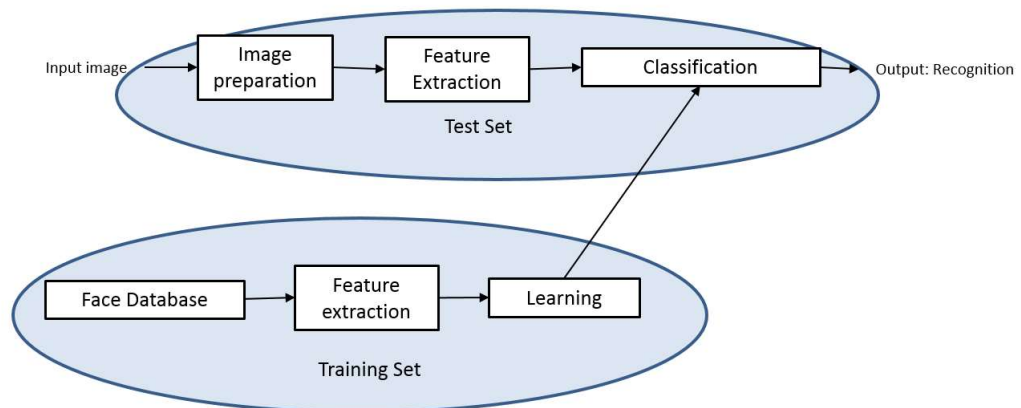 Input image
Image
preparation
Feature
Extraction
Classification
Output: Recognition
Test Set
Face Database
Feature
extraction
Learning
Training Set